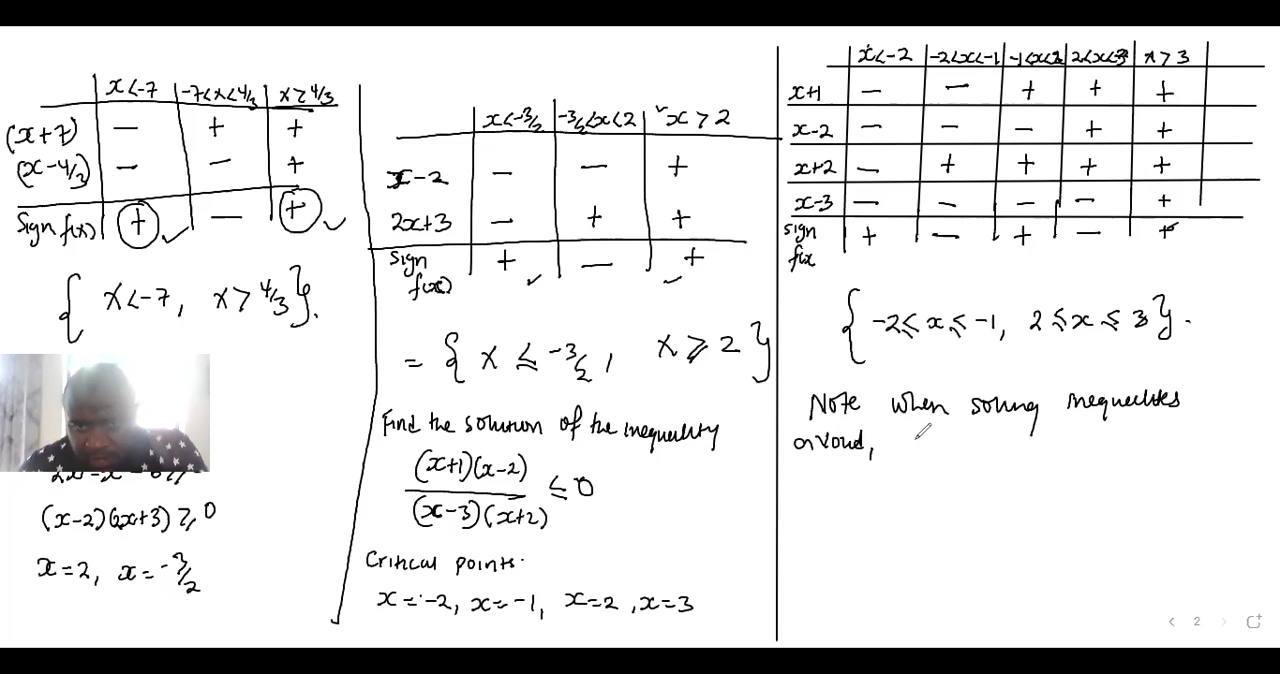 x<-7 | -7<x<4/3 | x>4/3
(x+7) − + +
(x-4/3) − − +
Sign f(x) + ✓ − + ✓
{ x<-7, x>4/3}.
(x-2)(2x+3) ⩾ 0
x=2, x=-3/2
x<-3/2 | -3/2<x<2 | x>2
x-2 − − +
2x+3 − + +
Sign f(x) + ✓ − ✓ +
= { x ≤ -3/2, x ⩾ 2 }
Find the solution of the inequality
(x+1)(x-2)
/(x-3)(x+2) ≤ 0
Critical points.
x=-2, x=-1, x=2, x=3
x<-2 | -2<x<-1 | -1<x<2 | 2<x<3 | x>3
x+1 − − + + +
x-2 − − − + +
x+2 − + + + +
x-3 − − − − +
sign f(x + − + − +
{ -2≤x≤-1, 2≤x≤3}.
Note when solving inequalities
avoid,
< 2 >